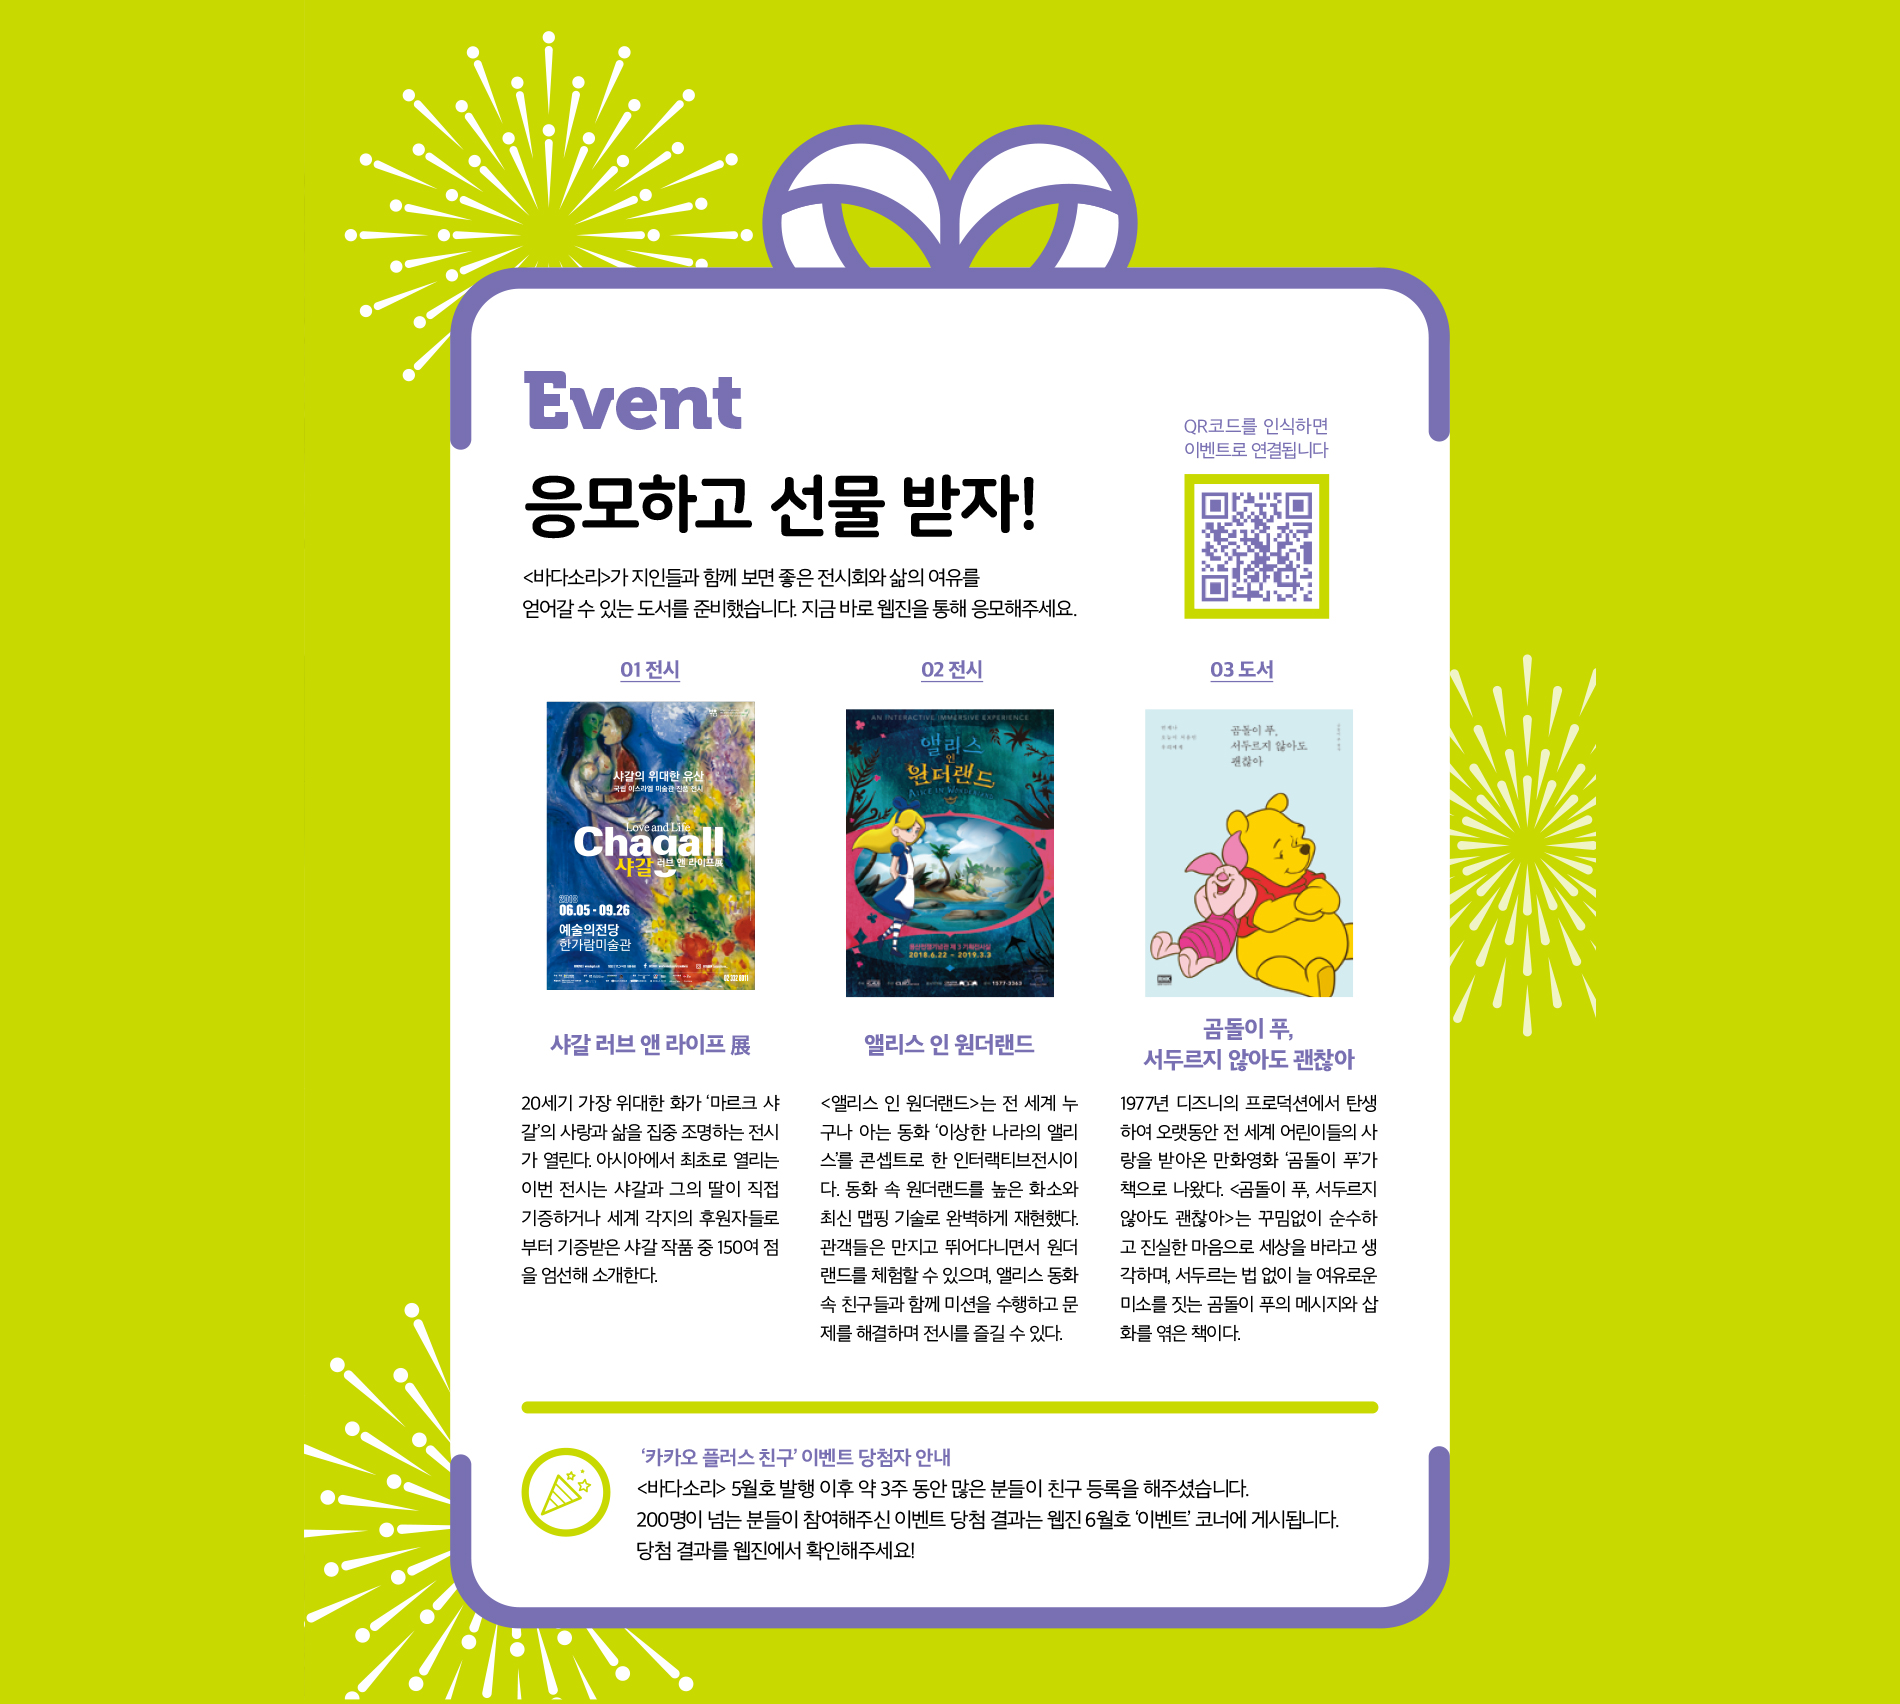 Event
QR코드를 인식하면
이벤트로 연결됩니다
응모하고 선물 받자!
<바다소리>가 지인들과 함께 보면 좋은 전시회와 삶의 여유를
얻어갈 수 있는 도서를 준비했습니다. 지금 바로 웹진을 통해 응모해주세요.
01 전시
샤갈의 위대한 유산
국립 이스라엘 미술관 진품 전시
Love and Life
Chagall
샤갈 러브 앤 라이프展
2018
06.05 - 09.26
예술의전당
한가람미술관
샤갈 러브 앤 라이프 展
20세기 가장 위대한 화가 ‘마르크 샤
갈’의 사랑과 삶을 집중 조명하는 전시
가 열린다. 아시아에서 최초로 열리는
이번 전시는 샤갈과 그의 딸이 직접
기증하거나 세계 각지의 후원자들로
부터 기증받은 샤갈 작품 중 150여 점
을 엄선해 소개한다.
02 전시
AN INTERACTIVE IMMERSIVE EXPERIENCE
앨리스
인
원더랜드
ALICE IN WONDERLAND
2018.6.22 - 2019.3.3
1577-3363
앨리스 인 원더랜드
<앨리스 인 원더랜드>는 전 세계 누
구나 아는 동화 ‘이상한 나라의 앨리
스’를 콘셉트로 한 인터랙티브전시이
다. 동화 속 원더랜드를 높은 화소와
최신 맵핑 기술로 완벽하게 재현했다.
관객들은 만지고 뛰어다니면서 원더
랜드를 체험할 수 있으며, 앨리스 동화
속 친구들과 함께 미션을 수행하고 문
제를 해결하며 전시를 즐길 수 있다.
03 도서
곰돌이 푸,
서두르지 않아도
괜찮아
곰돌이 푸,
서두르지 않아도 괜찮아
1977년 디즈니의 프로덕션에서 탄생
하여 오랫동안 전 세계 어린이들의 사
랑을 받아온 만화영화 ‘곰돌이 푸’가
책으로 나왔다. <곰돌이 푸, 서두르지
않아도 괜찮아>는 꾸밈없이 순수하
고 진실한 마음으로 세상을 바라고 생
각하며, 서두르는 법 없이 늘 여유로운
미소를 짓는 곰돌이 푸의 메시지와 삽
화를 엮은 책이다.
‘카카오 플러스 친구’ 이벤트 당첨자 안내
<바다소리> 5월호 발행 이후 약 3주 동안 많은 분들이 친구 등록을 해주셨습니다.
200명이 넘는 분들이 참여해주신 이벤트 당첨 결과는 웹진 6월호 ‘이벤트’ 코너에 게시됩니다.
당첨 결과를 웹진에서 확인해주세요!